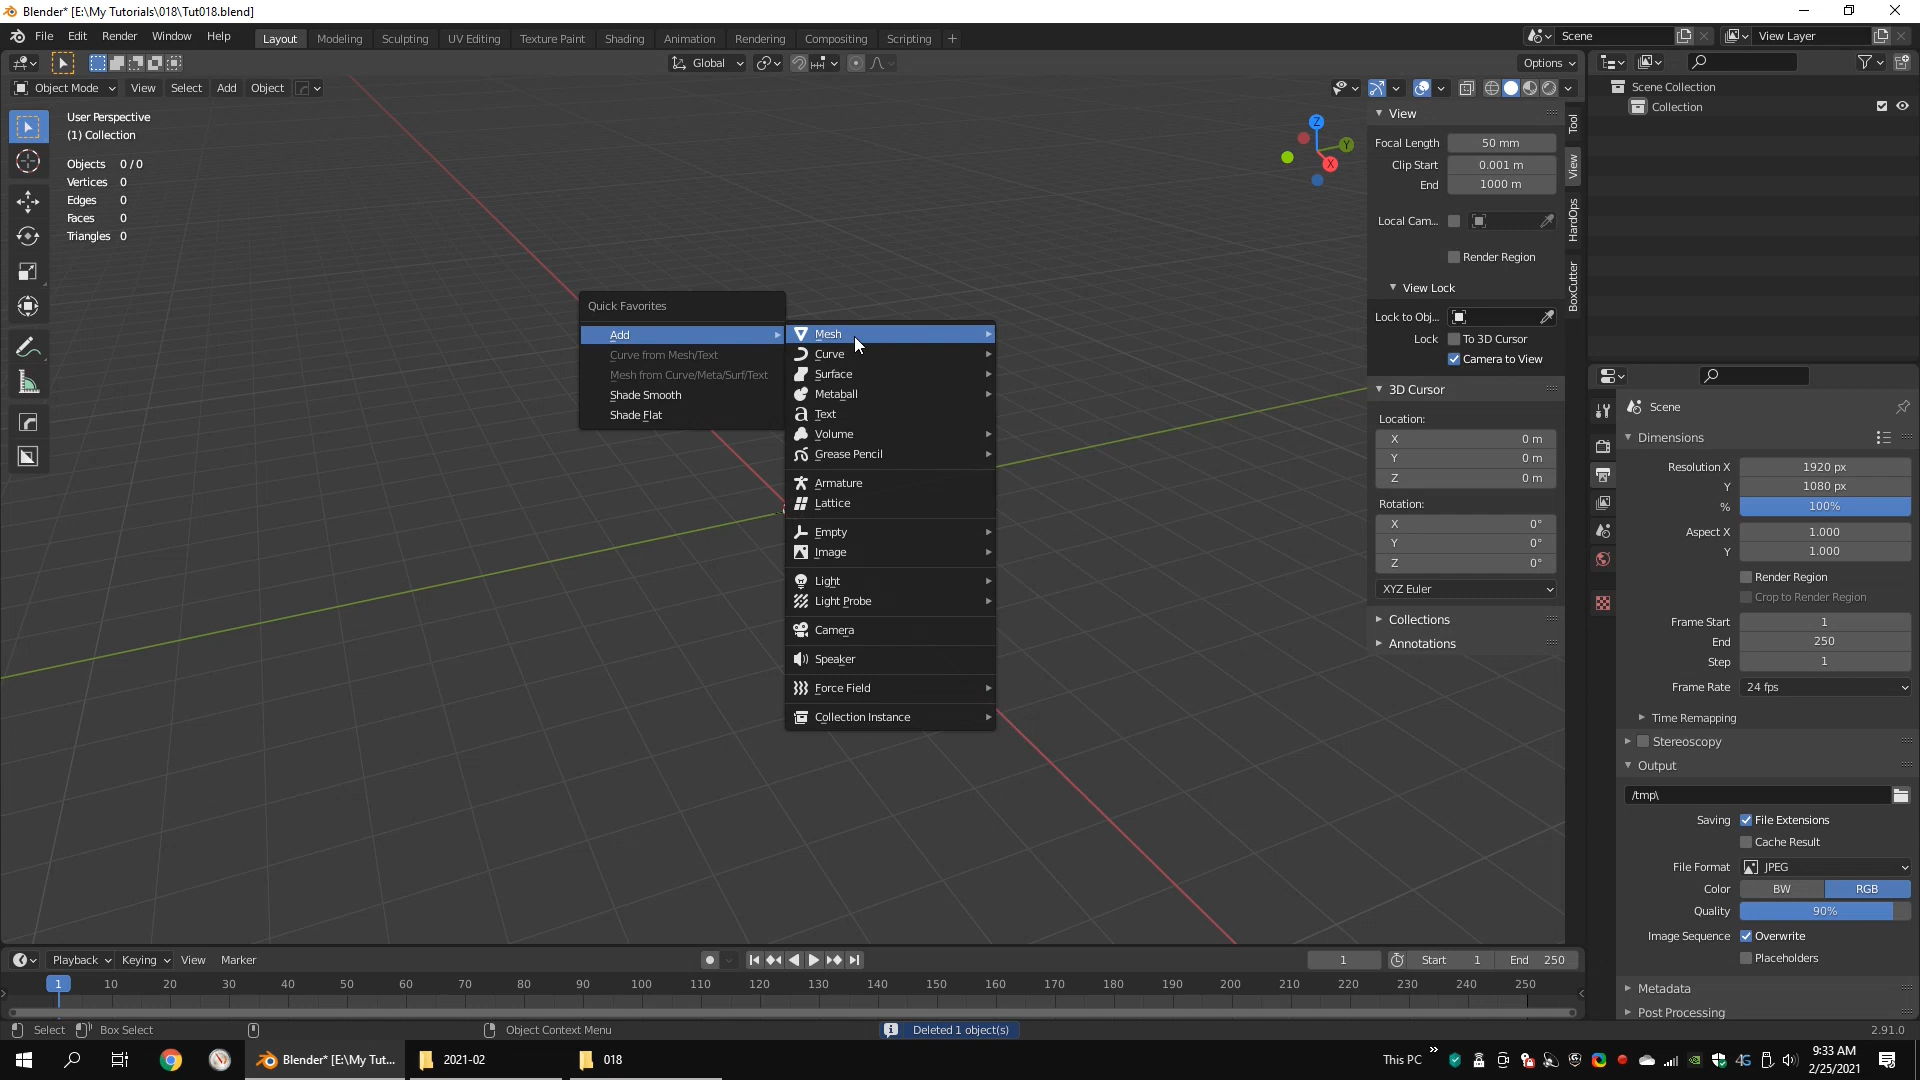 Blender* [E:\My Tutorials\018\Tut018.blend]
File Edit Render Window Help Layout Modeling Sculpting UV Editing Texture Paint Shading Animation Rendering Compositing Scripting + Scene View Layer
Global Options
Object Mode View Select Add Object
User Perspective
(1) Collection
Objects 0/0
Vertices 0
Edges 0
Faces 0
Triangles 0
Quick Favorites
Add
Curve from Mesh/Text
Mesh from Curve/Meta/Surf/Text
Shade Smooth
Shade Flat
Mesh
Curve
Surface
Metaball
Text
Volume
Grease Pencil
Armature
Lattice
Empty
Image
Light
Light Probe
Camera
Speaker
Force Field
Collection Instance
Z
Y
X
View
Focal Length 50 mm
Clip Start 0.001 m
End 1000 m
Local Cam...
Render Region
View Lock
Lock to Obj...
Lock To 3D Cursor
Camera to View
3D Cursor
Location:
X 0 m
Y 0 m
Z 0 m
Rotation:
X 0°
Y 0°
Z 0°
XYZ Euler
Collections
Annotations
Tool
View
HardOps
BoxCutter
Scene Collection
Collection
Scene
Dimensions
Resolution X 1920 px
Y 1080 px
% 100%
Aspect X 1.000
Y 1.000
Render Region
Crop to Render Region
Frame Start 1
End 250
Step 1
Frame Rate 24 fps
Time Remapping
Stereoscopy
Output
/tmp\
Saving File Extensions
Cache Result
File Format JPEG
Color BW RGB
Quality 90%
Image Sequence Overwrite
Placeholders
Metadata
Post Processing
Playback Keying View Marker 1 Start 1 End 250
1 10 20 30 40 50 60 70 80 90 100 110 120 130 140 150 160 170 180 190 200 210 220 230 240 250
Select Box Select Object Context Menu Deleted 1 object(s) 2.91.0
Blender* [E:\My Tut... 2021-02 018 This PC » 4G 9:33 AM
2/25/2021